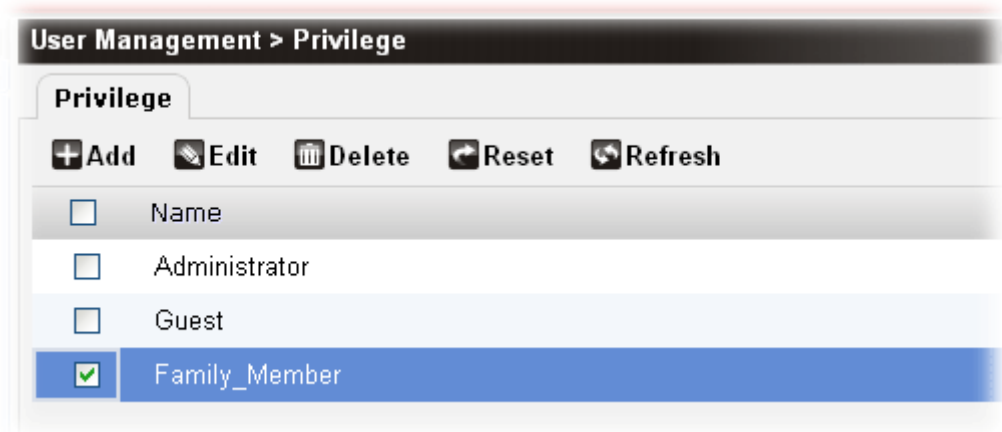 User Management > Privilege
Privilege
Add Edit Delete Reset Refresh
Name
Administrator
Guest
Family_Member